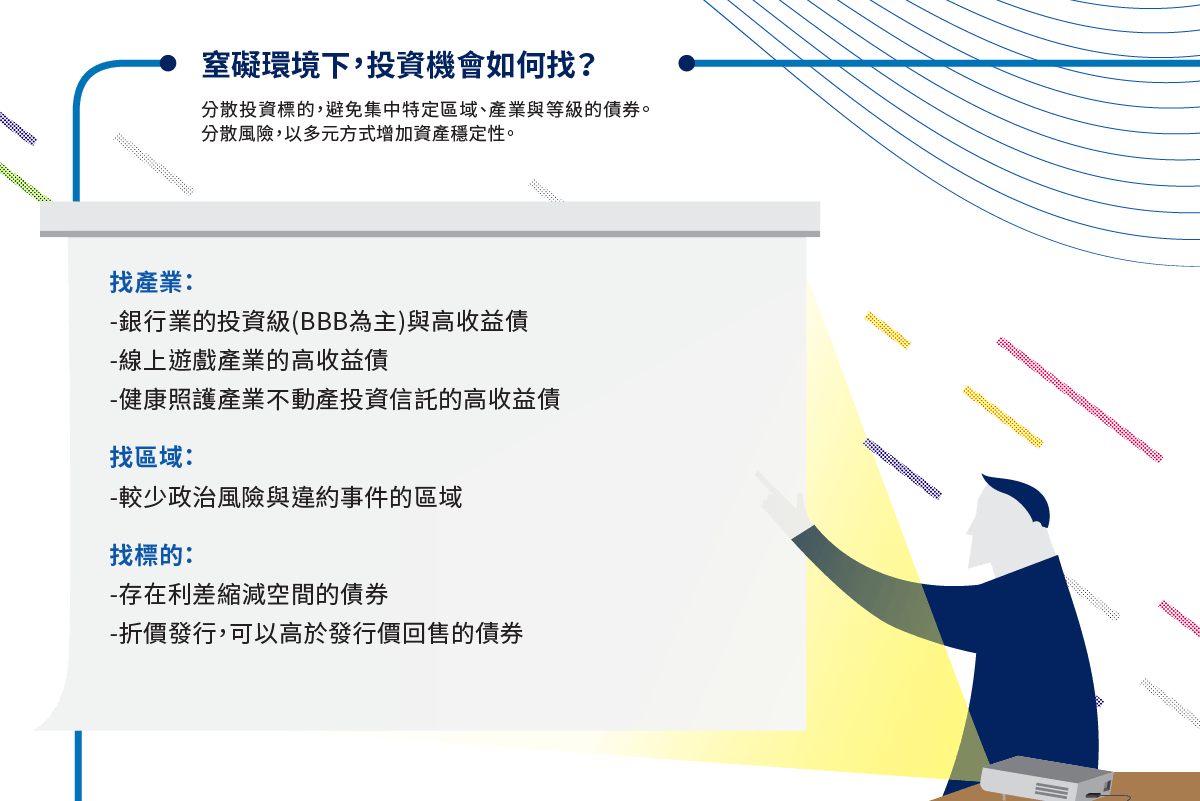 窒礙環境下，投資機會如何找？
分散投資標的，避免集中特定區域、產業與等級的債券。
分散風險，以多元方式增加資產穩定性。
找產業：
-銀行業的投資級(BBB為主)與高收益債
-線上遊戲產業的高收益債
-健康照護產業不動產投資信託的高收益債
找區域：
-較少政治風險與違約事件的區域
找標的：
-存在利差縮減空間的債券
-折價發行，可以高於發行價回售的債券